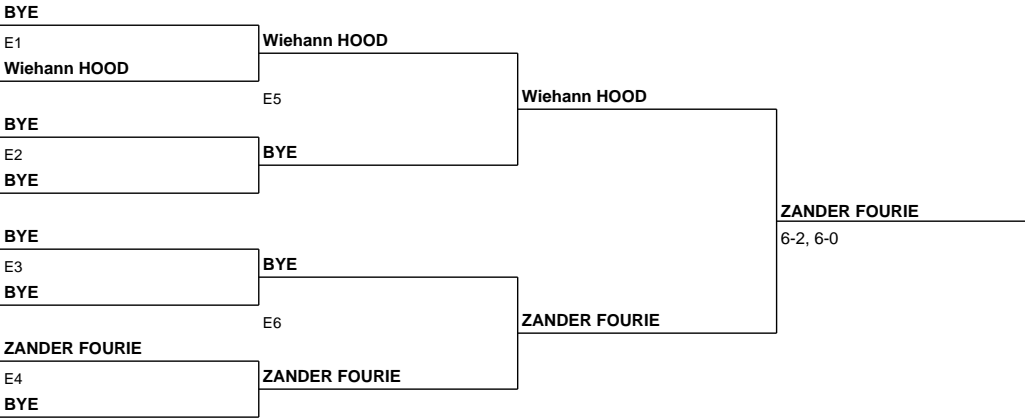 BYE
E1
Wiehann HOOD
Wiehann HOOD
E5
Wiehann HOOD
BYE
E2
BYE
BYE
ZANDER FOURIE
6-2, 6-0
BYE
E3
BYE
BYE
E6
ZANDER FOURIE
ZANDER FOURIE
E4
ZANDER FOURIE
BYE